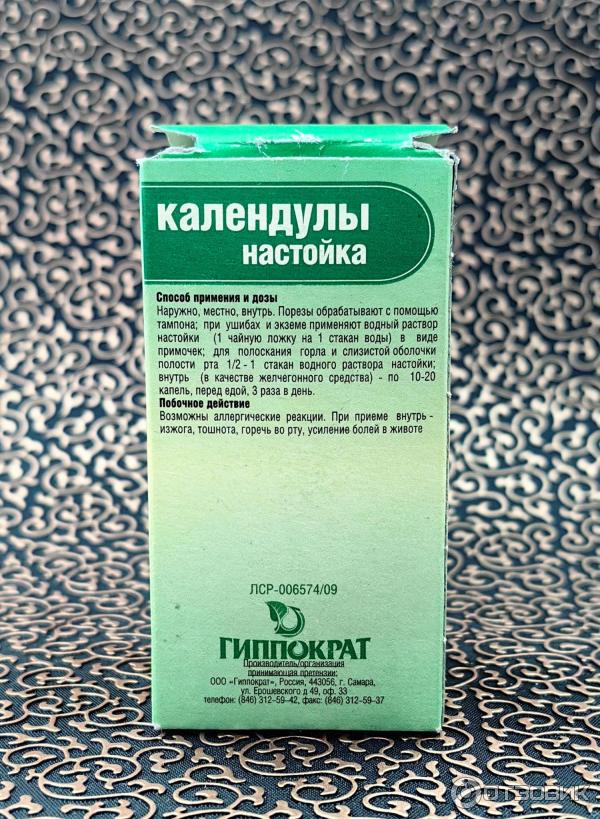 календулы
настойка
Способ примения и дозы
Наружно, местно, внутрь. Порезы обрабатывают с помощью
тампона; при ушибах и экземе применяют водный раствор
настойки (1 чайную ложку на 1 стакан воды) в виде
примочек; для полоскания горла и слизистой оболочки
полости рта 1/2 - 1 стакан водного раствора настойки;
внутрь (в качестве желчегонного средства) - по 10-20
капель, перед едой, 3 раза в день.
Побочное действие
Возможны аллергические реакции. При приеме внутрь -
изжога, тошнота, горечь во рту, усиление болей в животе
ЛСР-006574/09
ГИППОКРАТ
Производитель/организация
принимающая претензии:
ООО «Гиппократ», Россия, 443056, г. Самара,
ул. Ерошевского д 49, оф. 33
телефон: (846) 312-59-42, факс: (846) 312-59-37
ОТЗОВИК